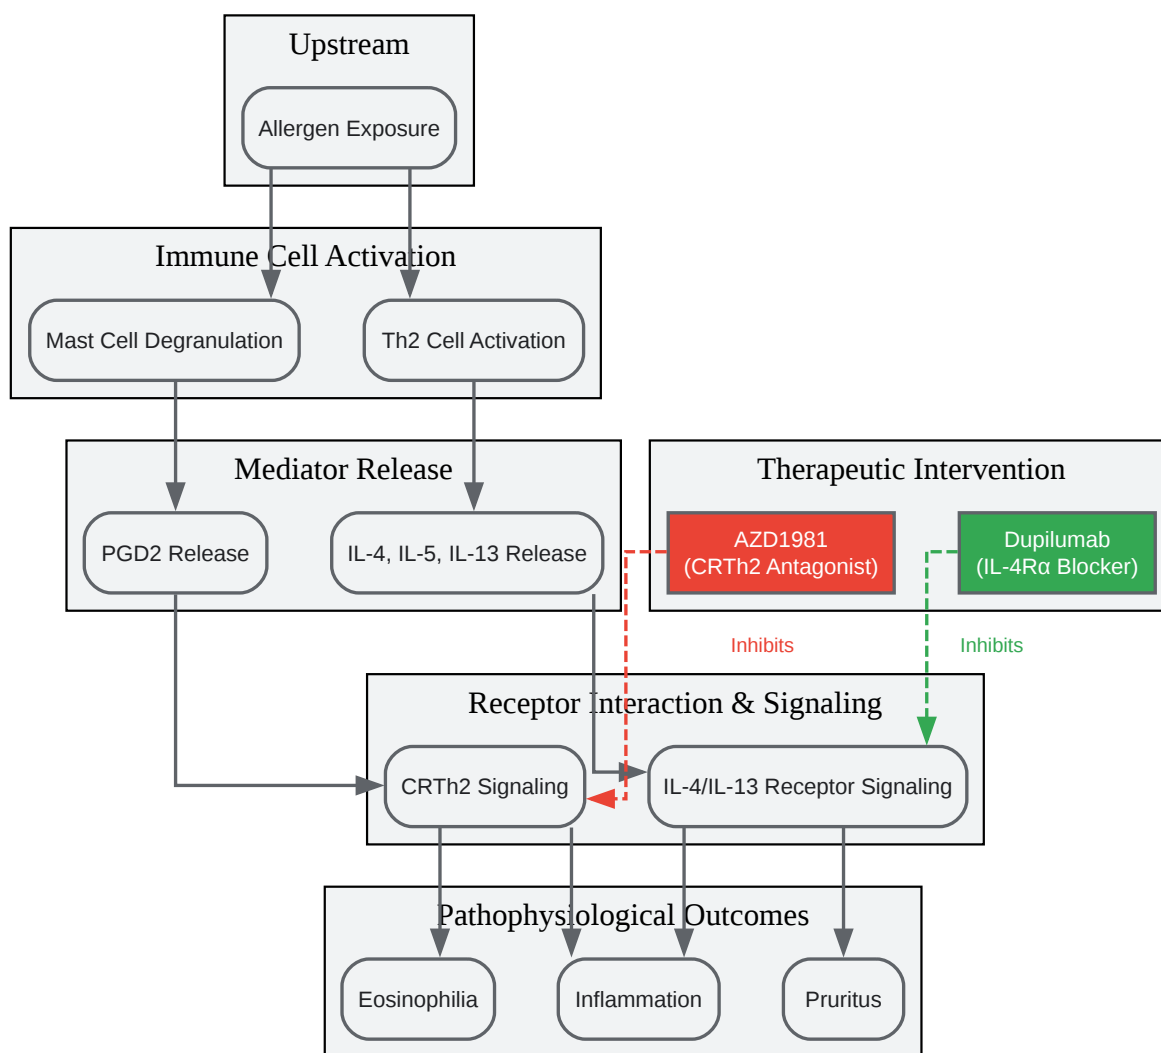 Upstream
Allergen Exposure
Immune Cell Activation
Mast Cell Degranulation
Th2 Cell Activation
Mediator Release
PGD2 Release
IL-4, IL-5, IL-13 Release
Therapeutic Intervention
AZD1981
(CRTh2 Antagonist)
Dupilumab
(IL-4Rα Blocker)
Inhibits
Inhibits
Receptor Interaction & Signaling
CRTh2 Signaling
IL-4/IL-13 Receptor Signaling
Pathophysiological Outcomes
Eosinophilia
Inflammation
Pruritus